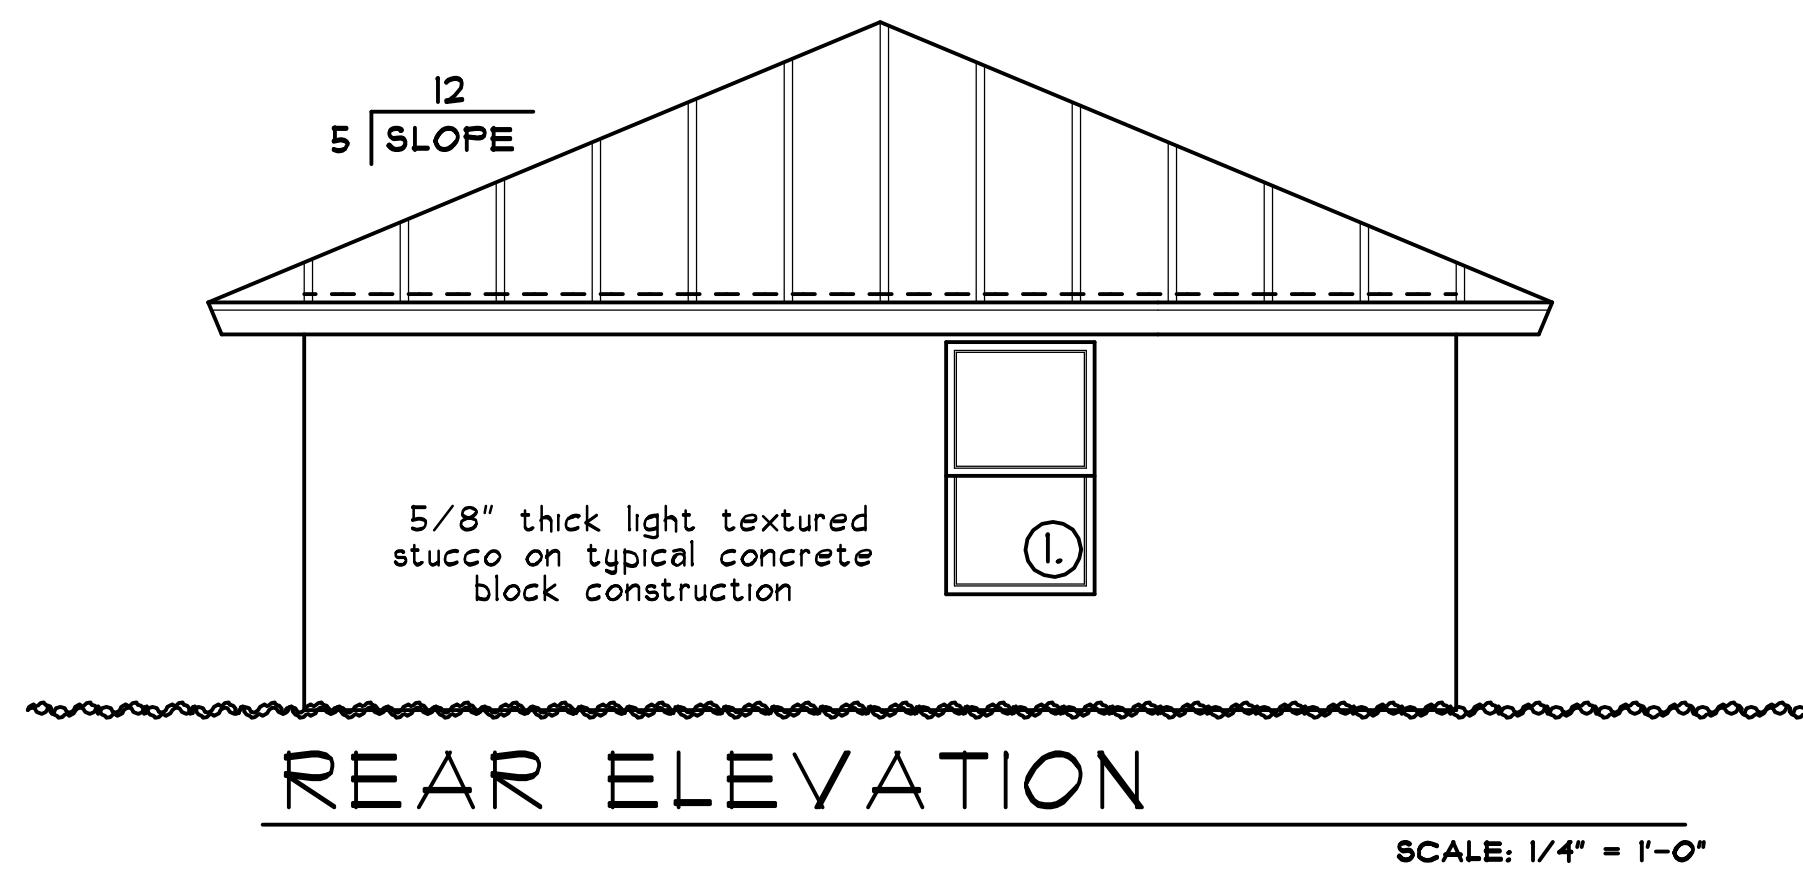 12
5 SLOPE
5/8" thick light textured
stucco on typical concrete
block construction
1.
REAR ELEVATION
SCALE: 1/4" = 1'-0"